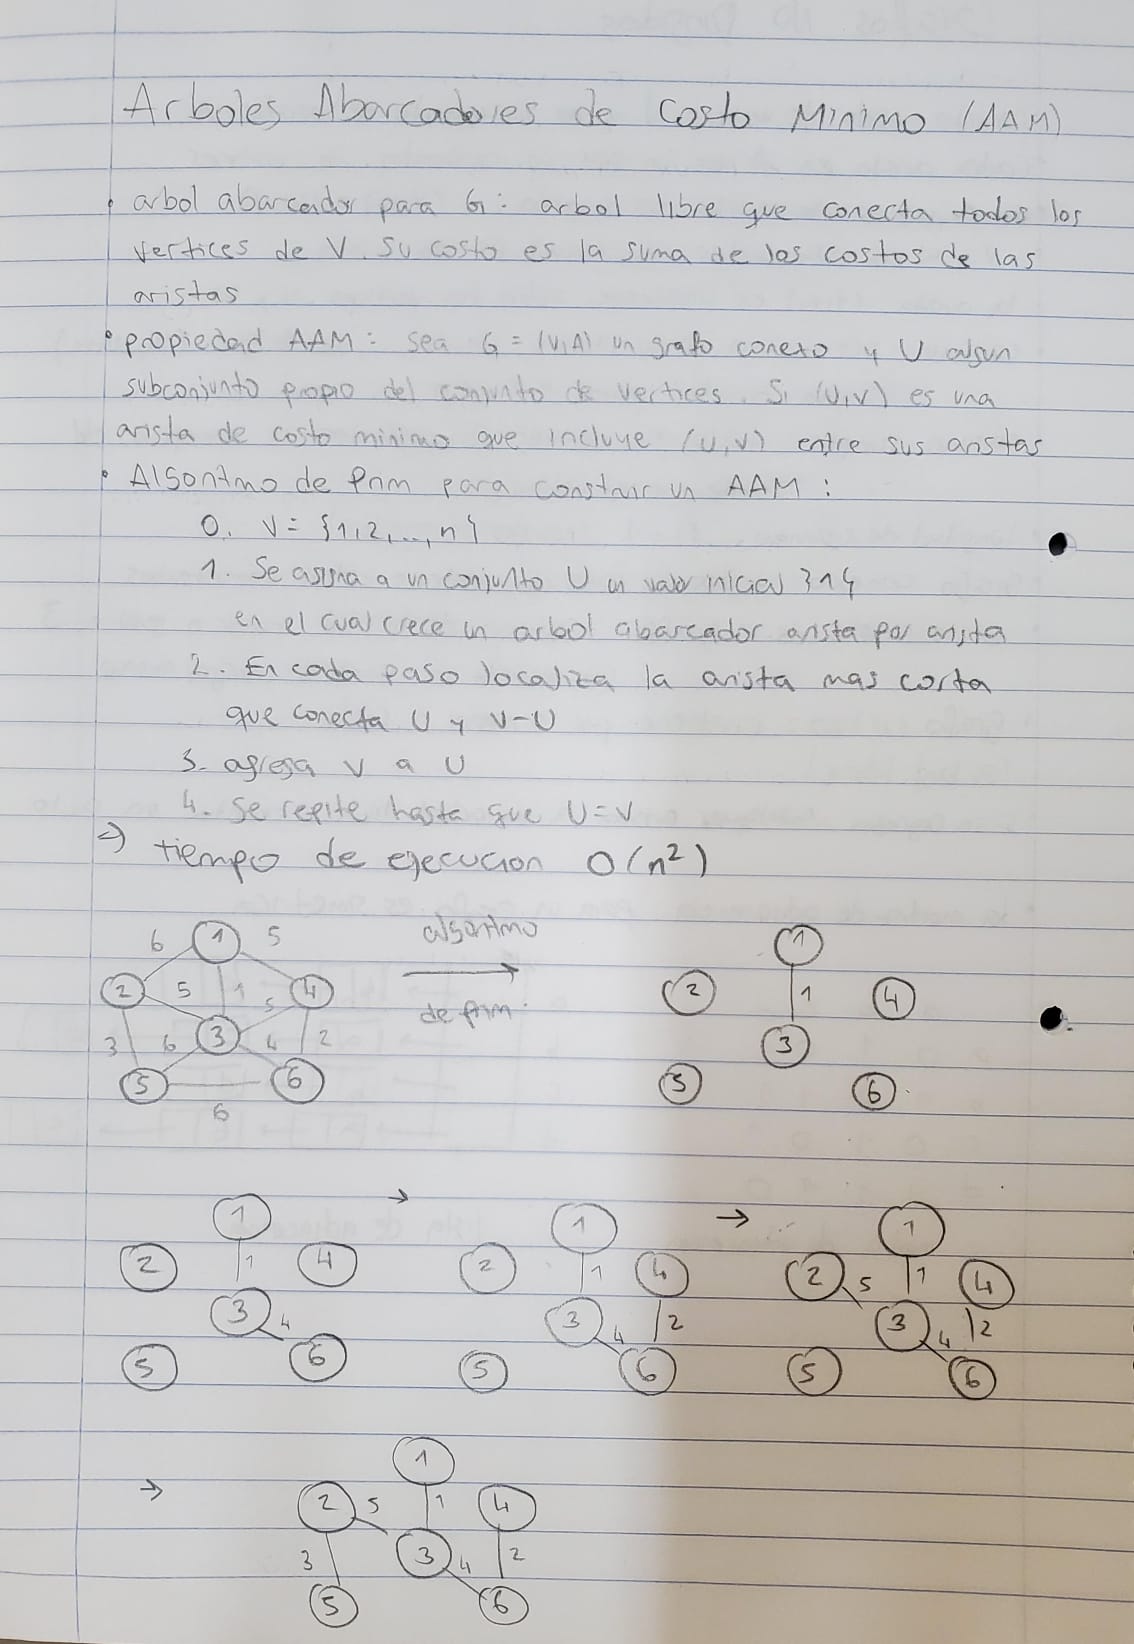 Arboles Abarcadores de Costo Minimo (AAM)
• arbol abarcador para G: arbol libre que conecta todos los
vertices de V. Su costo es la suma de los costos de las
aristas
• propiedad AAM: sea G = (V,A) un grafo conexo y U algun
subconjunto propio del conjunto de vertices. Si (u,v) es una
arista de costo minimo que incluye (u,v) entre sus aristas
• Algoritmo de Prim para construir un AAM:
0. V = {1,2,...,n}
1. Se asigna a un conjunto U un valor inicial {1}
en el cual crece un arbol abarcador arista por arista
2. En cada paso localiza la arista mas corta
que conecta U y V-U
3. agrega v a U
4. Se repite hasta que U=V
=> tiempo de ejecucion O(n²)
6 1 5 algoritmo 1
2 5 1 5 4 de prim 2 1 4
3 6 3 4 2 3
5 6 5 6
6
1 → 1 → 1
2 1 4 2 1 4 2 5 1 4
3 4 3 4 2 3 4 2
5 6 5 6 5 6
→ 1
2 5 1 4
3 3 4 2
5 6